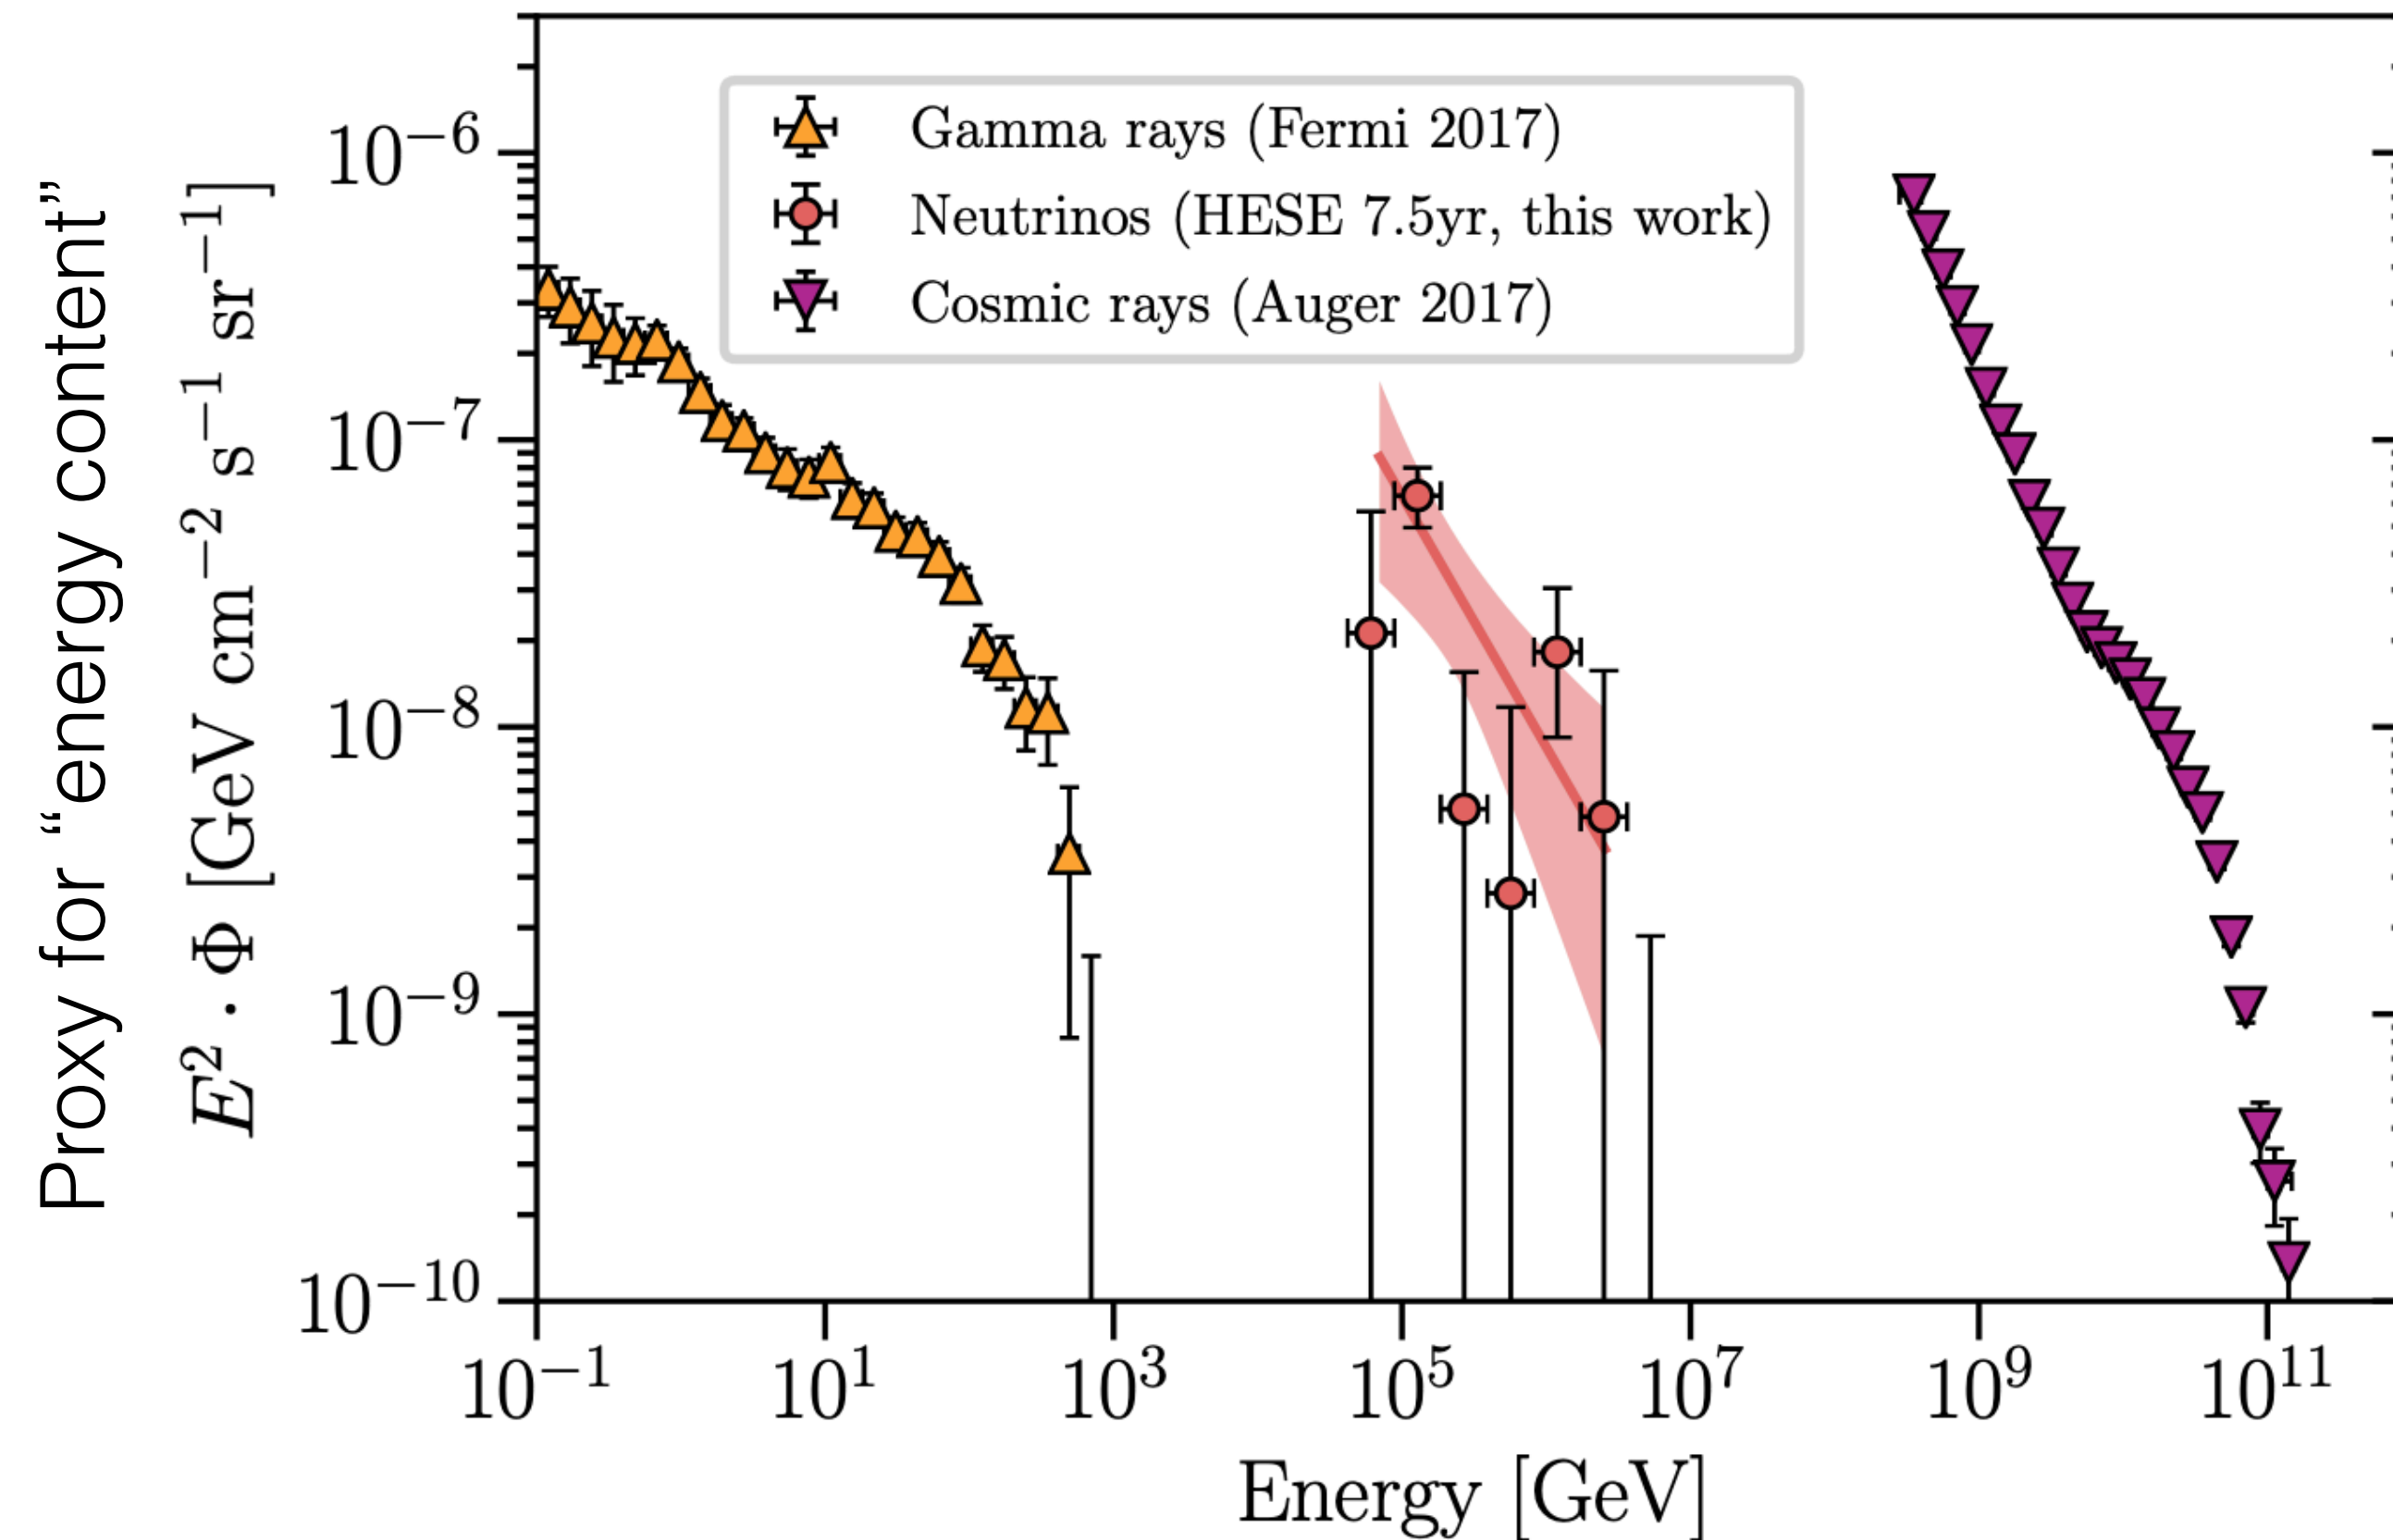 Proxy for “energy content”
E² · Φ [GeV cm⁻² s⁻¹ sr⁻¹]
10⁻⁶
10⁻⁷
10⁻⁸
10⁻⁹
10⁻¹⁰
Gamma rays (Fermi 2017)
Neutrinos (HESE 7.5yr, this work)
Cosmic rays (Auger 2017)
10⁻¹ 10¹ 10³ 10⁵ 10⁷ 10⁹ 10¹¹
Energy [GeV]